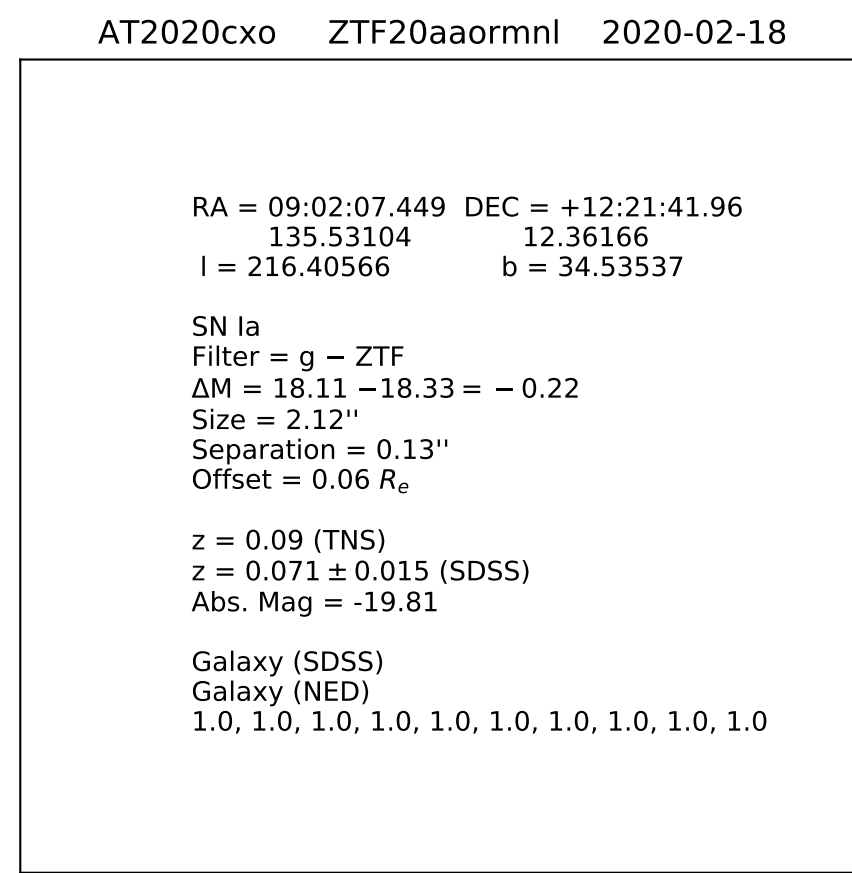 AT2020cxo ZTF20aaormnl 2020-02-18
RA = 09:02:07.449 DEC = +12:21:41.96
135.53104 12.36166
l = 216.40566 b = 34.53537
SN Ia
Filter = g − ZTF
ΔM = 18.11 −18.33 = − 0.22
Size = 2.12''
Separation = 0.13''
Offset = 0.06 Rₑ
z = 0.09 (TNS)
z = 0.071 ± 0.015 (SDSS)
Abs. Mag = -19.81
Galaxy (SDSS)
Galaxy (NED)
1.0, 1.0, 1.0, 1.0, 1.0, 1.0, 1.0, 1.0, 1.0, 1.0